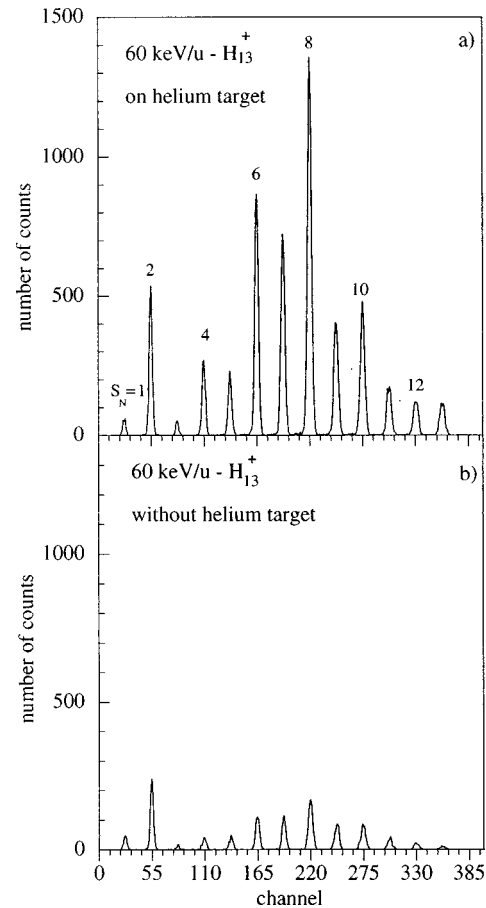 1500
8
60 keV/u - H13+ a)
on helium target
1000
6
number of counts
2
500
10
4
S_N=1
12
0
60 keV/u - H13+ b)
without helium target
1000
number of counts
500
0
0 55 110 165 220 275 330 385
channel